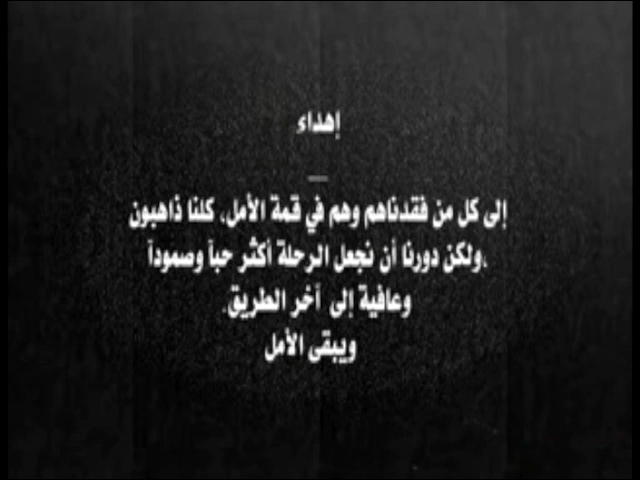 إهداء
إلى كل من فقدناهم وهم في قمة الأمل، كلنا ذاهبون
،ولكن دورنا أن نجعل الرحلة أكثر حباً وصموداً
وعافية إلى أخر الطريق.
ويبقى الأمل